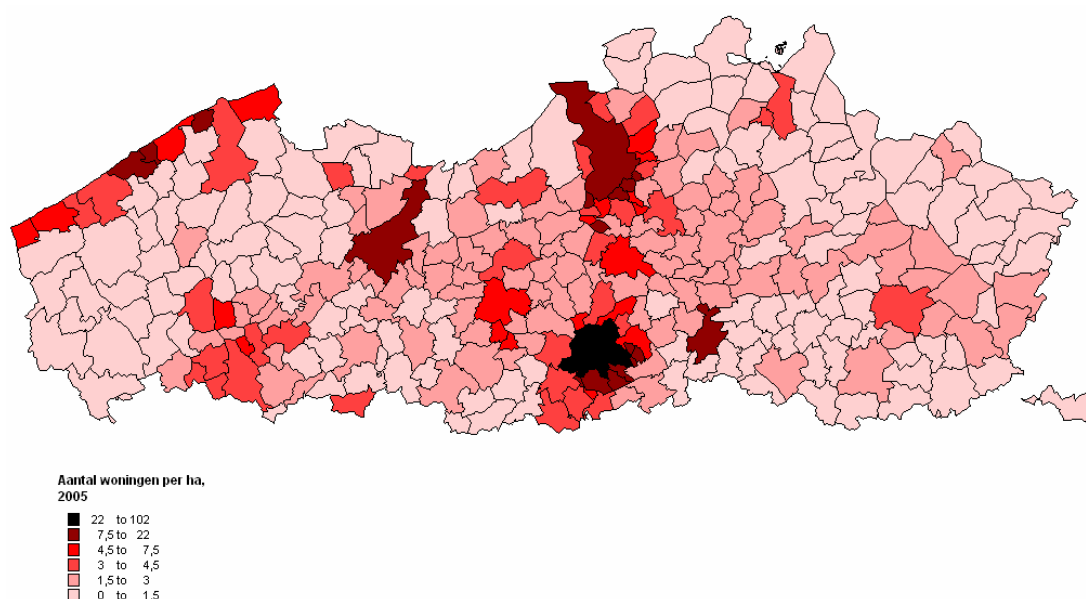 Aantal woningen per ha,
2005
22 to 102
7,5 to 22
4,5 to 7,5
3 to 4,5
1,5 to 3
0 to 1,5